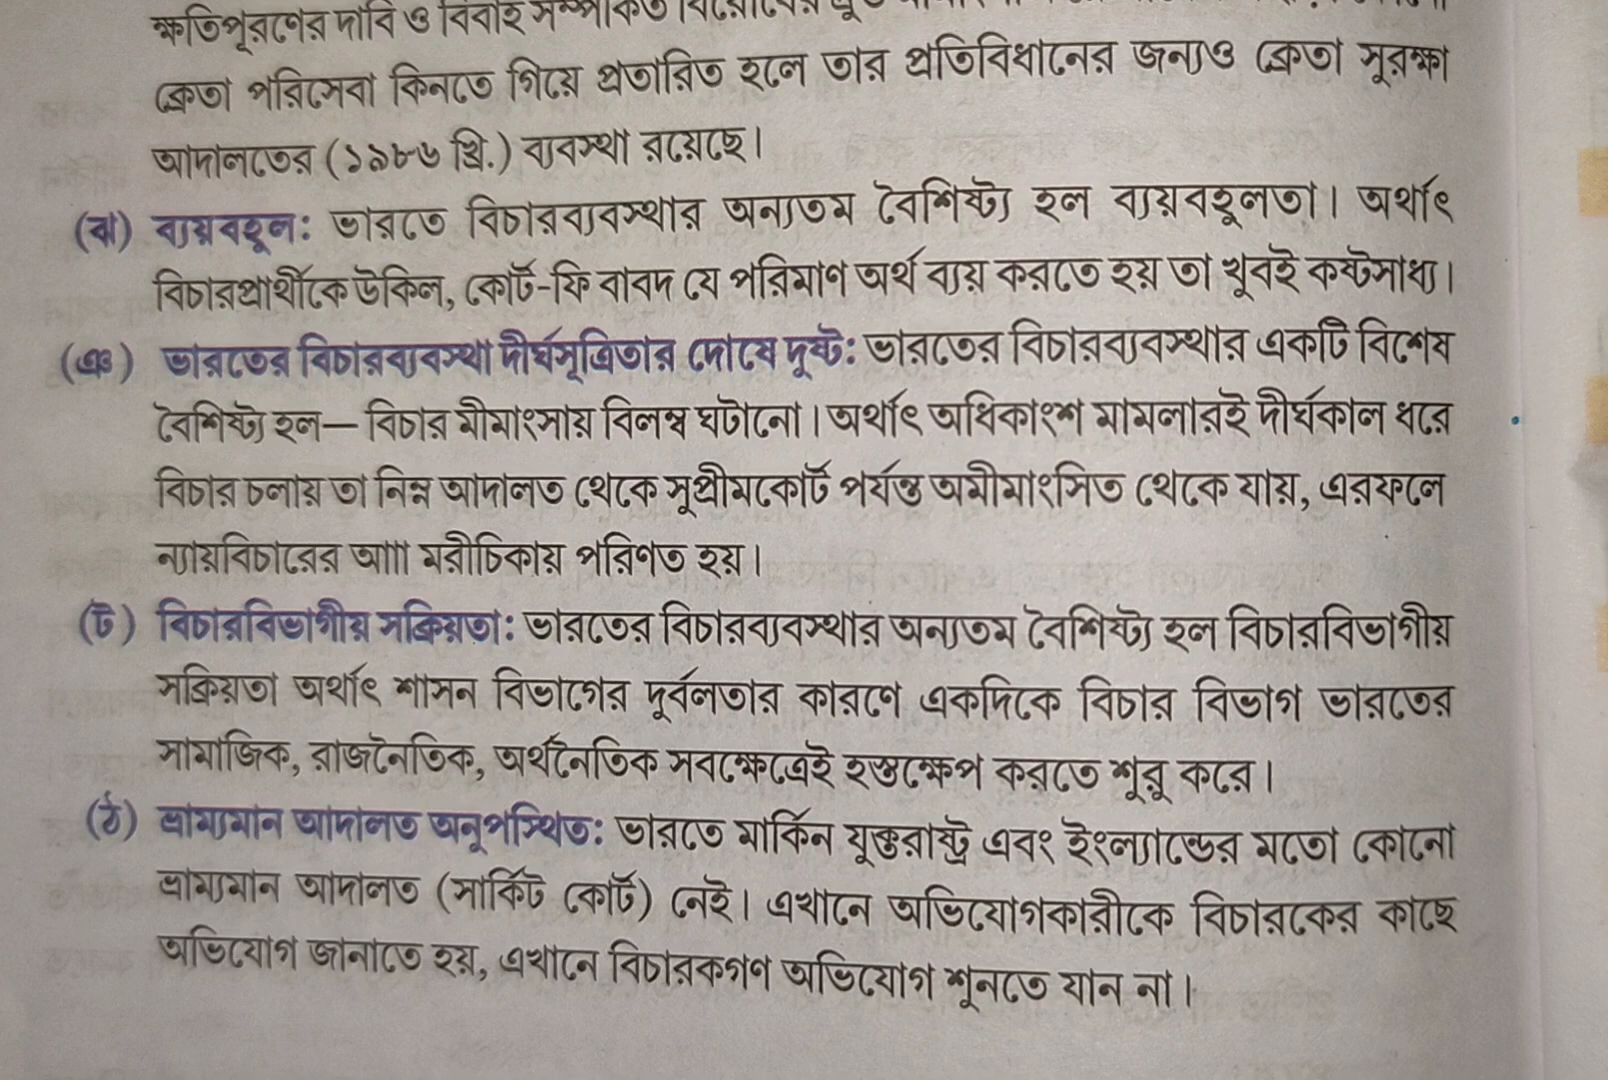 ক্ষতিপূরণের দাবি ও বিবাহ সম্পর্কিত বিরোধের
ক্রেতা পরিসেবা কিনতে গিয়ে প্রতারিত হলে তার প্রতিবিধানের জন্যও ক্রেতা সুরক্ষা
আদালতের (১৯৮৬ খ্রি.) ব্যবস্থা রয়েছে।
(ঝ) ব্যয়বহুল: ভারতে বিচারব্যবস্থার অন্যতম বৈশিষ্ট্য হল ব্যয়বহুলতা। অর্থাৎ
বিচারপ্রার্থীকে উকিল, কোর্ট-ফি বাবদ যে পরিমাণ অর্থ ব্যয় করতে হয় তা খুবই কষ্টসাধ্য।
(ঞ) ভারতের বিচারব্যবস্থা দীর্ঘসূত্রিতার দোষে দুষ্ট: ভারতের বিচারব্যবস্থার একটি বিশেষ
বৈশিষ্ট্য হল— বিচার মীমাংসায় বিলম্ব ঘটানো। অর্থাৎ অধিকাংশ মামলারই দীর্ঘকাল ধরে
বিচার চলায় তা নিম্ন আদালত থেকে সুপ্রীমকোর্ট পর্যন্ত অমীমাংসিত থেকে যায়, এরফলে
ন্যায়বিচারের আাা মরীচিকায় পরিণত হয়।
(ট) বিচারবিভাগীয় সক্রিয়তা: ভারতের বিচারব্যবস্থার অন্যতম বৈশিষ্ট্য হল বিচারবিভাগীয়
সক্রিয়তা অর্থাৎ শাসন বিভাগের দুর্বলতার কারণে একদিকে বিচার বিভাগ ভারতের
সামাজিক, রাজনৈতিক, অর্থনৈতিক সবক্ষেত্রেই হস্তক্ষেপ করতে শুরু করে।
(ঠ) ভ্রাম্যমান আদালত অনুপস্থিত: ভারতে মার্কিন যুক্তরাষ্ট্র এবং ইংল্যান্ডের মতো কোনো
ভ্রাম্যমান আদালত (সার্কিট কোর্ট) নেই। এখানে অভিযোগকারীকে বিচারকের কাছে
অভিযোগ জানাতে হয়, এখানে বিচারকগণ অভিযোগ শুনতে যান না।